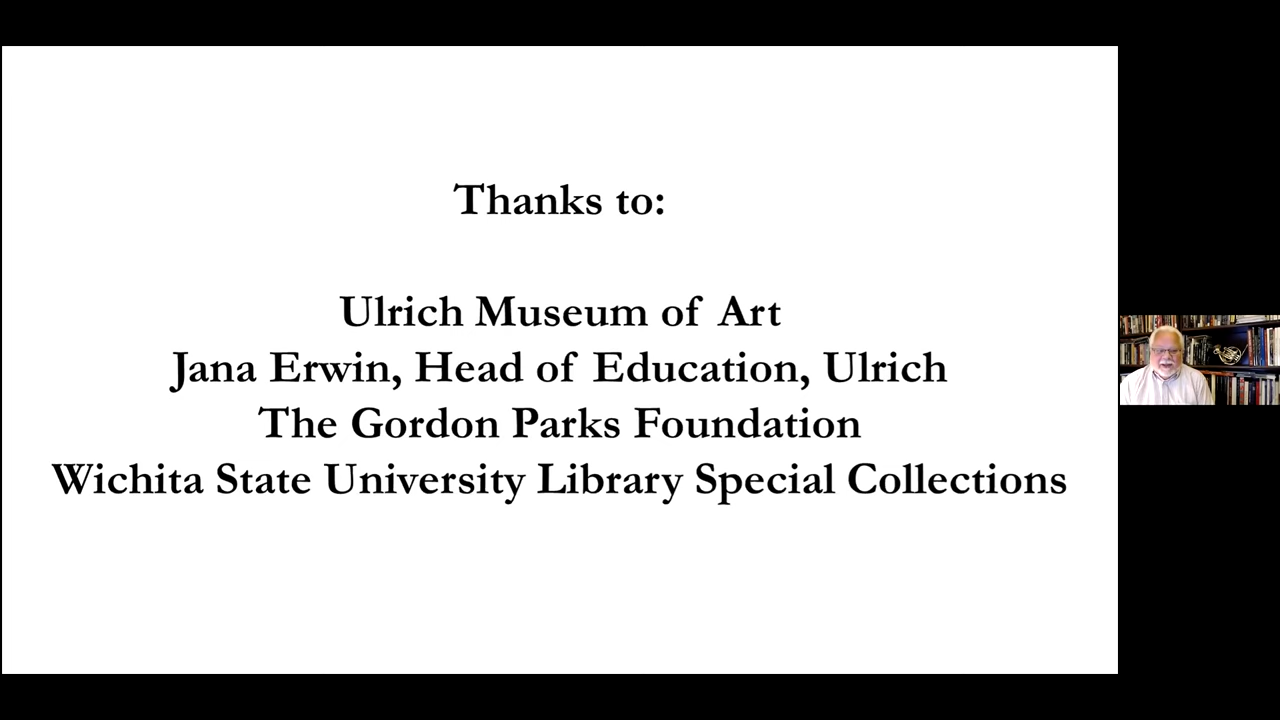 Thanks to:
Ulrich Museum of Art
Jana Erwin, Head of Education, Ulrich
The Gordon Parks Foundation
Wichita State University Library Special Collections